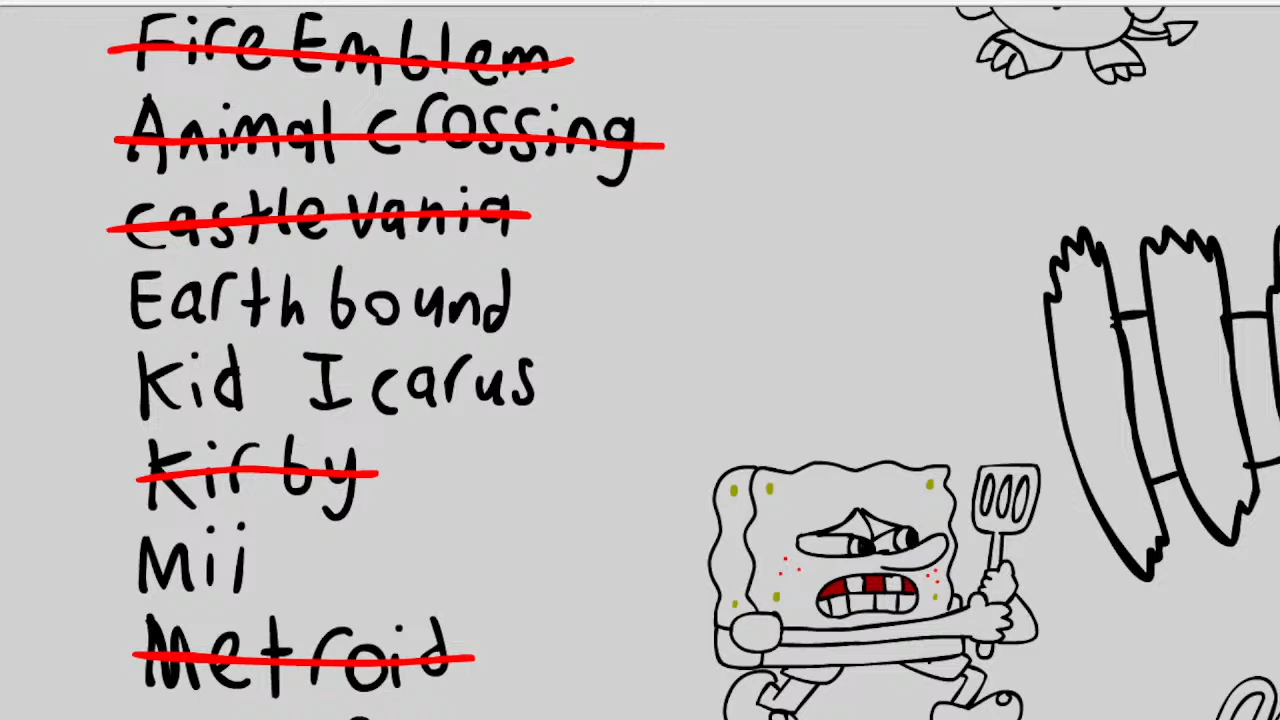 Fire Emblem
Animal crossing
castlevania
Earthbound
Kid Icarus
Kirby
Mii
Metroid